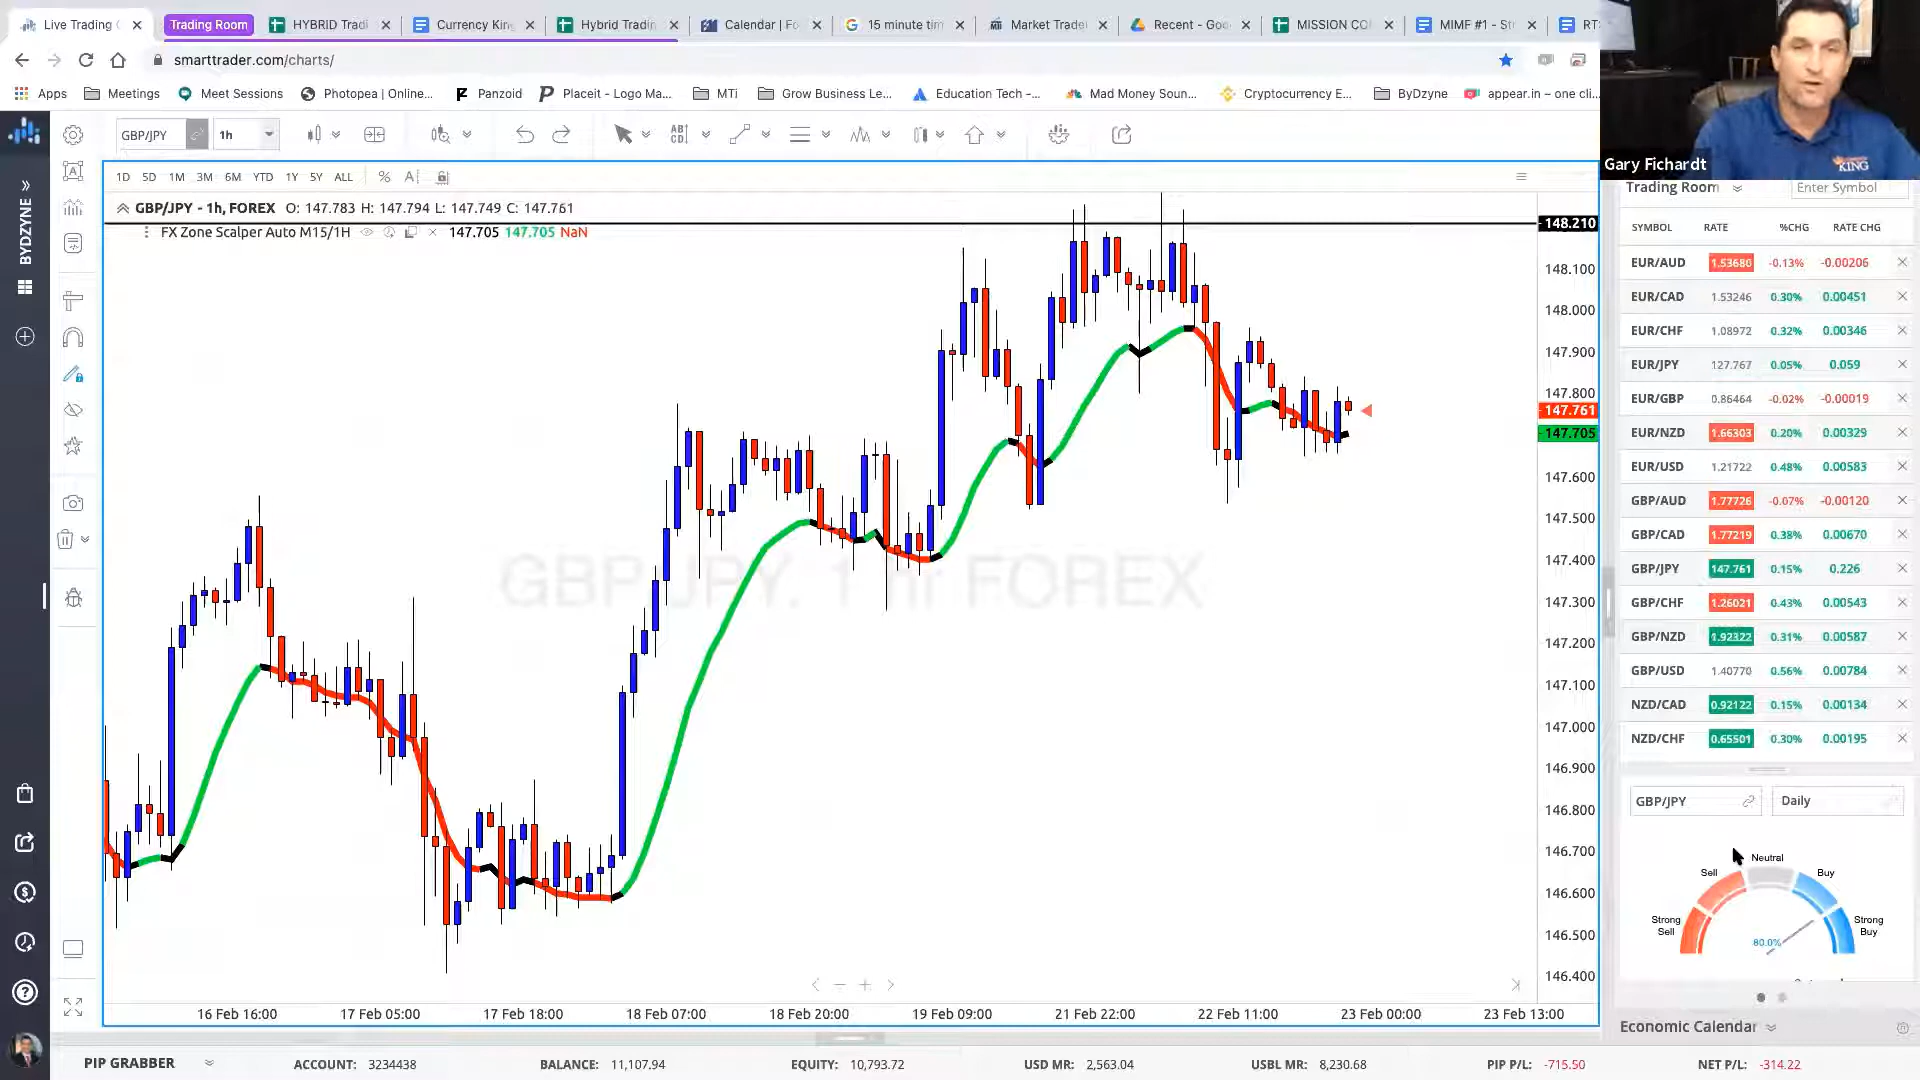 Live Trading
Trading Room
HYBRID Tradi
Currency King
Hybrid Tradin
Calendar | Fo
15 minute tim
Market Trade
Recent - Goo
MISSION CO
MIMF #1 - St
RTS
smarttrader.com/charts/
Apps
Meetings
Meet Sessions
Photopea | Online...
Panzoid
Placeit - Logo Ma...
MTi
Grow Business Le...
Education Tech –...
Mad Money Soun...
Cryptocurrency E...
ByDzyne
appear.in – one cli...
KING
Gary Fichardt
GBP/JPY
1h
1D 5D 1M 3M 6M YTD 1Y 5Y ALL
GBP/JPY - 1h, FOREX O: 147.783 H: 147.794 L: 147.749 C: 147.761
FX Zone Scalper Auto M15/1H 147.705 147.705 NaN
BYDZYNE
GBP/JPY, 1 h, FOREX
148.210
148.100
148.000
147.900
147.800
147.761
147.705
147.600
147.500
147.400
147.300
147.200
147.100
147.000
146.900
146.800
146.700
146.600
146.500
146.400
16 Feb 16:00
17 Feb 05:00
17 Feb 18:00
18 Feb 07:00
18 Feb 20:00
19 Feb 09:00
21 Feb 22:00
22 Feb 11:00
23 Feb 00:00
23 Feb 13:00
Trading Room
Enter Symbol
SYMBOL RATE %CHG RATE CHG
EUR/AUD 1.53680 -0.13% -0.00206
EUR/CAD 1.53246 0.30% 0.00451
EUR/CHF 1.08972 0.32% 0.00346
EUR/JPY 127.767 0.05% 0.059
EUR/GBP 0.86464 -0.02% -0.00019
EUR/NZD 1.66303 0.20% 0.00329
EUR/USD 1.21722 0.48% 0.00583
GBP/AUD 1.77726 -0.07% -0.00120
GBP/CAD 1.77219 0.38% 0.00670
GBP/JPY 147.761 0.15% 0.226
GBP/CHF 1.26021 0.43% 0.00543
GBP/NZD 1.92322 0.31% 0.00587
GBP/USD 1.40770 0.56% 0.00784
NZD/CAD 0.92122 0.15% 0.00134
NZD/CHF 0.65501 0.30% 0.00195
GBP/JPY
Daily
Neutral
Sell
Buy
Strong Sell
Strong Buy
80.0%
Economic Calendar
PIP GRABBER
ACCOUNT: 3234438
BALANCE: 11,107.94
EQUITY: 10,793.72
USD MR: 2,563.04
USBL MR: 8,230.68
PIP P/L: -715.50
NET P/L: -314.22